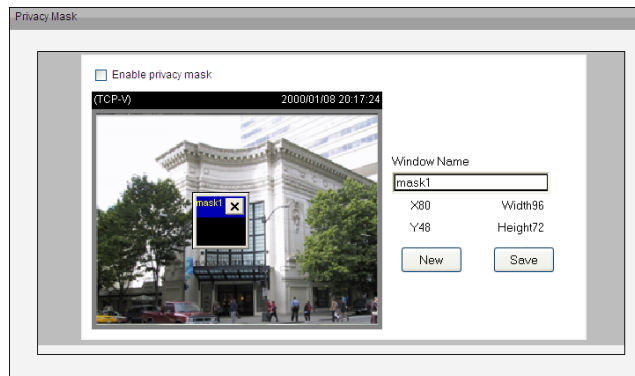 Privacy Mask
Enable privacy mask
(TCP-V) 2000/01/08 20:17:24
mask1
Window Name
mask1
X80 Width96
Y48 Height72
New Save